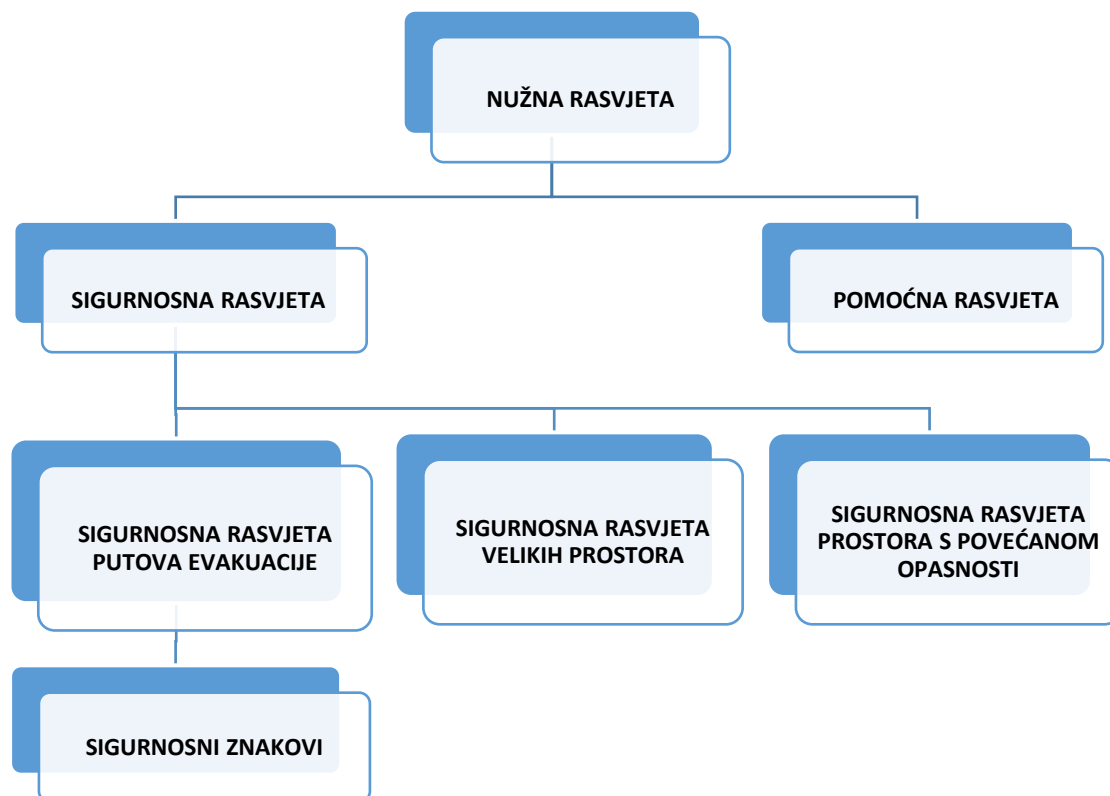 NUŽNA RASVJETA
SIGURNOSNA RASVJETA
POMOĆNA RASVJETA
SIGURNOSNA RASVJETA
PUTOVA EVAKUACIJE
SIGURNOSNA RASVJETA
VELIKIH PROSTORA
SIGURNOSNA RASVJETA
PROSTORA S POVEĆANOM
OPASNOSTI
SIGURNOSNI ZNAKOVI